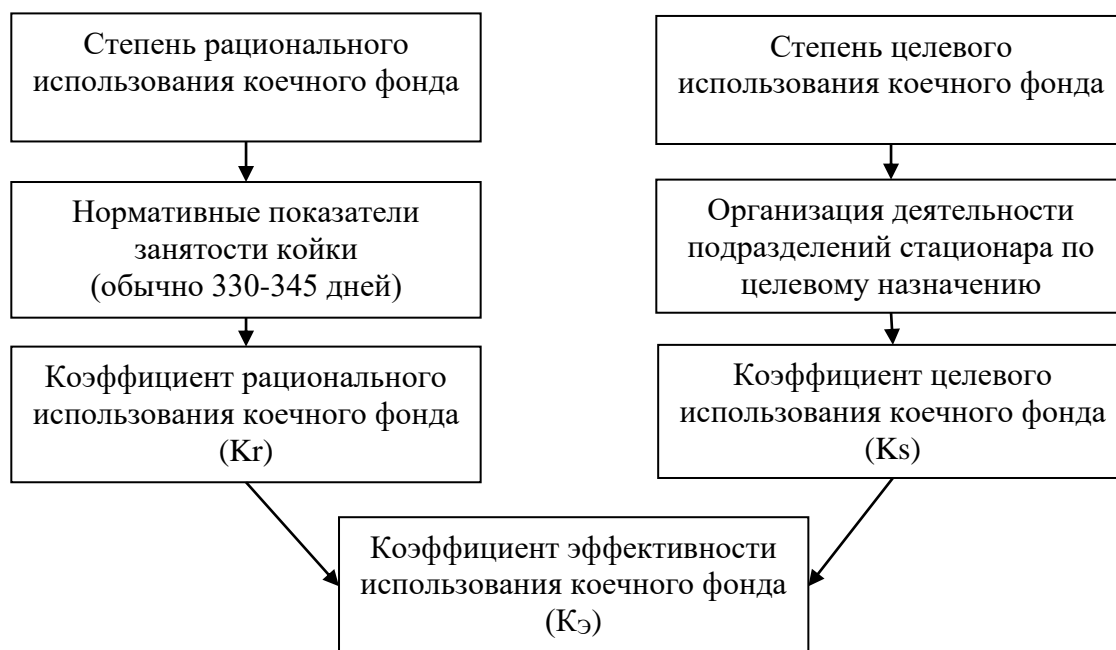 Степень рационального
использования коечного фонда
Степень целевого
использования коечного фонда
Нормативные показатели
занятости койки
(обычно 330-345 дней)
Организация деятельности
подразделений стационара по
целевому назначению
Коэффициент рационального
использования коечного фонда
(Kr)
Коэффициент целевого
использования коечного фонда
(Ks)
Коэффициент эффективности
использования коечного фонда
(КЭ)